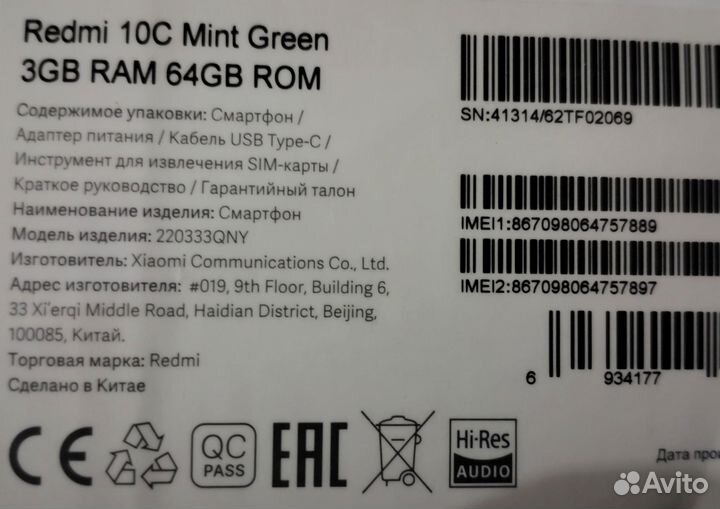 Redmi 10C Mint Green
3GB RAM 64GB ROM
Содержимое упаковки: Смартфон /
Адаптер питания / Кабель USB Type-C /
Инструмент для извлечения SIM-карты /
Краткое руководство / Гарантийный талон
Наименование изделия: Смартфон
Модель изделия: 220333QNY
Изготовитель: Xiaomi Communications Co., Ltd.
Адрес изготовителя: #019, 9th Floor, Building 6,
33 Xi'erqi Middle Road, Haidian District, Beijing,
100085, Китай.
Торговая марка: Redmi
Сделано в Китае
SN:41314/62TF02069
IMEI1:867098064757889
IMEI2:867098064757897
6 934177
CE
QC
PASS
EAC
Hi-Res
AUDIO
Дата прои
Avito